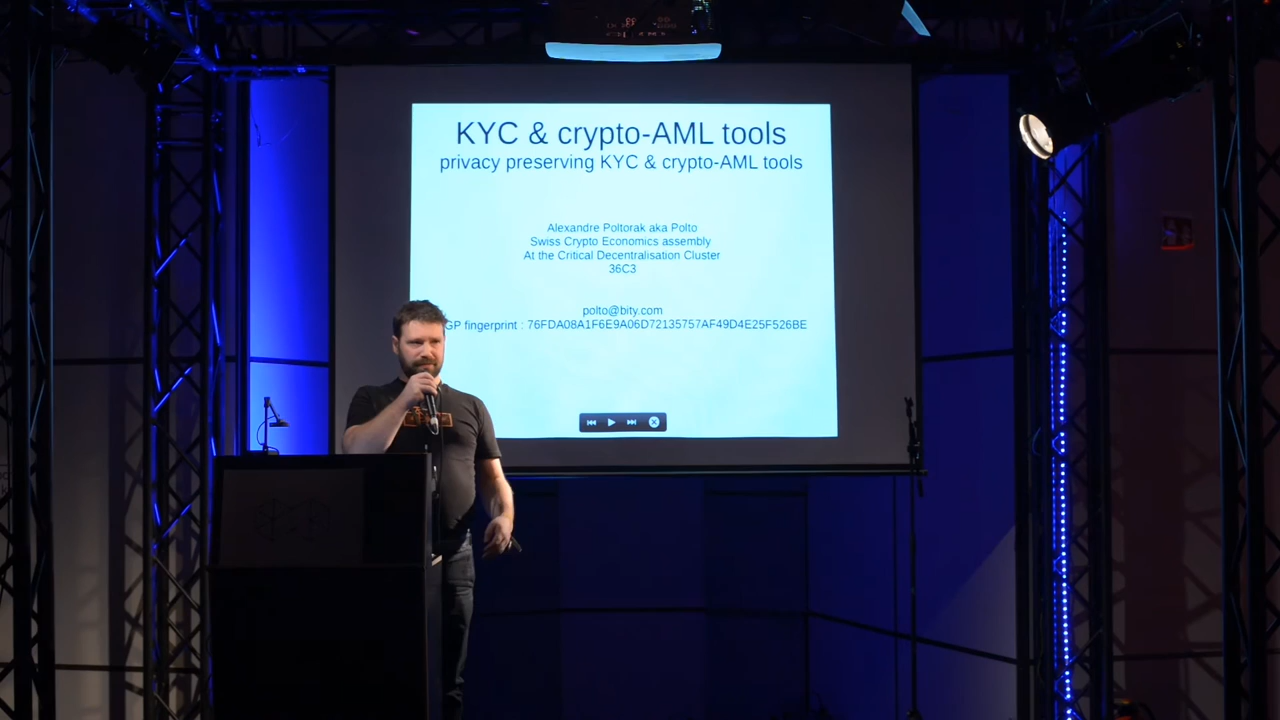 KYC & crypto-AML tools
privacy preserving KYC & crypto-AML tools
Alexandre Poltorak aka Polto
Swiss Crypto Economics assembly
At the Critical Decentralisation Cluster
36C3
polto@bity.com
GP fingerprint : 76FDA08A1F6E9A06D72135757AF49D4E25F526BE